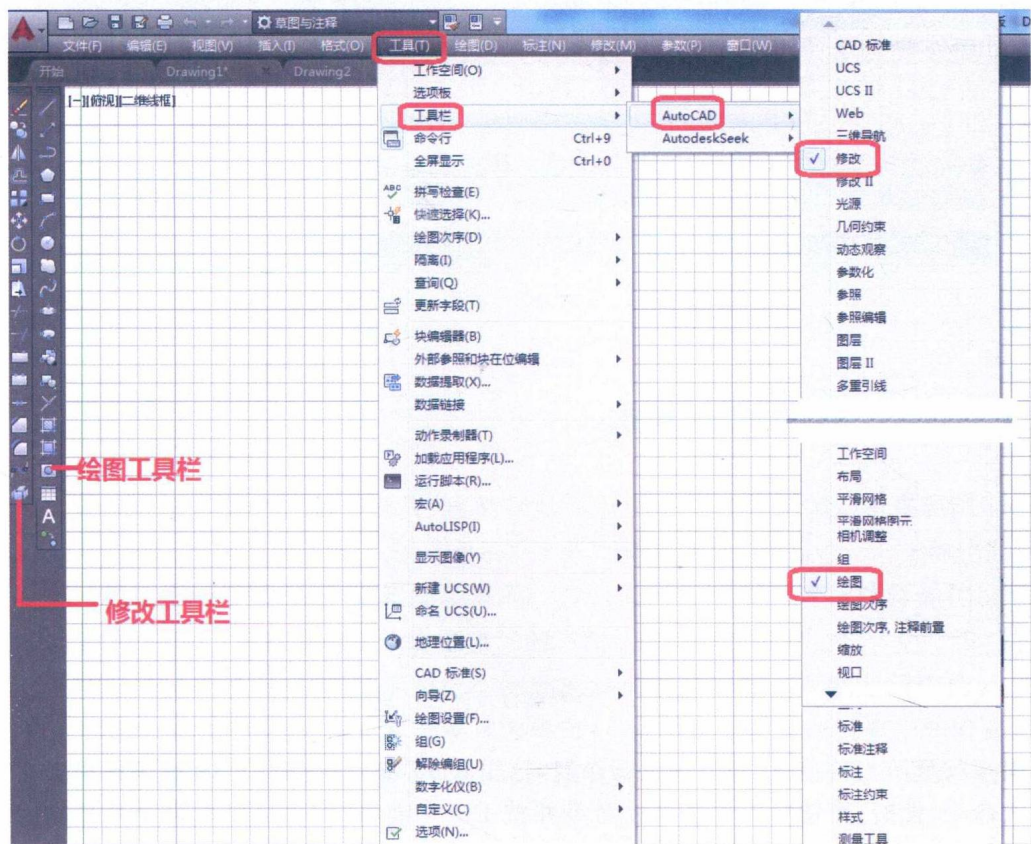 草图与注释
文件(F) 编辑(E) 视图(V) 插入(I) 格式(O) 工具(T) 绘图(D) 标注(N) 修改(M) 参数(P) 窗口(W)
开始 Drawing1* Drawing2
[-][俯视][二维线框]
工作空间(O)
选项板
工具栏
命令行 Ctrl+9
全屏显示 Ctrl+0
拼写检查(E)
快速选择(K)...
绘图次序(D)
隔离(I)
查询(Q)
更新字段(T)
块编辑器(B)
外部参照和块在位编辑
数据提取(X)...
数据链接
动作录制器(T)
加载应用程序(L)...
运行脚本(R)...
宏(A)
AutoLISP(I)
显示图像(Y)
新建 UCS(W)
命名 UCS(U)...
地理位置(L)...
CAD 标准(S)
向导(Z)
绘图设置(F)...
组(G)
解除编组(U)
数字化仪(B)
自定义(C)
选项(N)...
AutoCAD
AutodeskSeek
CAD 标准
UCS
UCS II
Web
三维导航
修改
修改 II
光源
几何约束
动态观察
参数化
参照
参照编辑
图层
图层 II
多重引线
工作空间
布局
平滑网格
平滑网格图元
相机调整
组
绘图
绘图次序
绘图次序, 注释前置
缩放
视口
标准
标准注释
标注
标注约束
样式
测量工具
绘图工具栏
修改工具栏